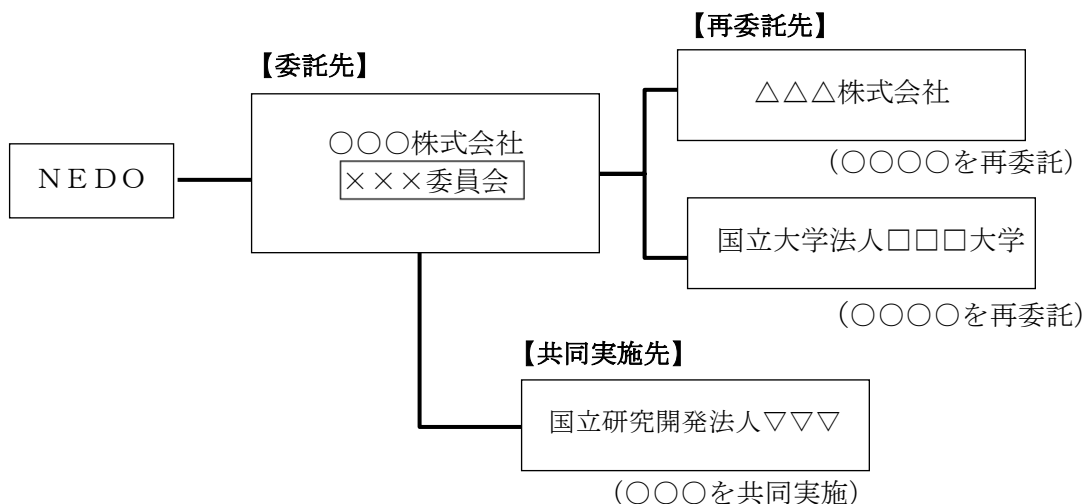 【再委託先】
【委託先】
△△△株式会社
○○○株式会社
×××委員会
(○○○○を再委託)
ＮＥＤＯ
国立大学法人□□□大学
(○○○○を再委託)
【共同実施先】
国立研究開発法人▽▽▽
(○○○を共同実施)